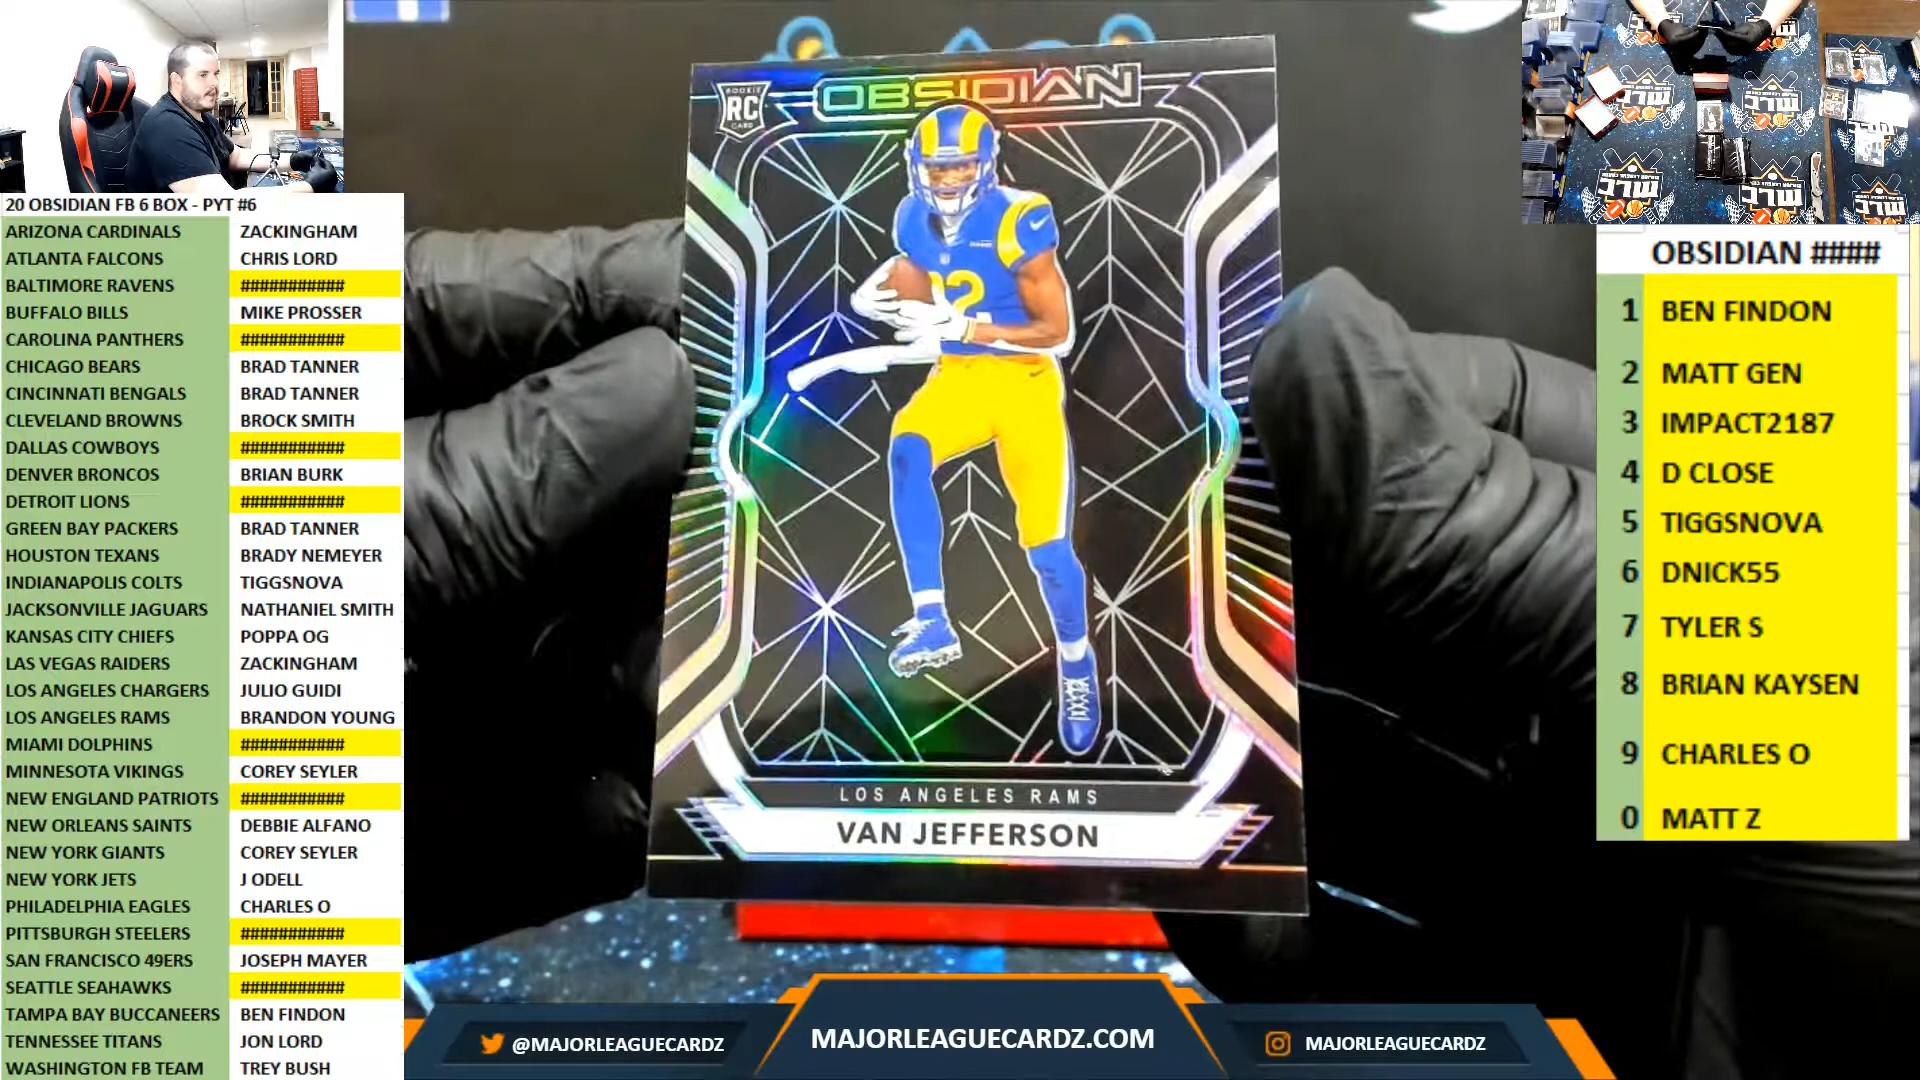 20 OBSIDIAN FB 6 BOX - PYT #6
ARIZONA CARDINALS ZACKINGHAM
ATLANTA FALCONS CHRIS LORD
BALTIMORE RAVENS ###########
BUFFALO BILLS MIKE PROSSER
CAROLINA PANTHERS ###########
CHICAGO BEARS BRAD TANNER
CINCINNATI BENGALS BRAD TANNER
CLEVELAND BROWNS BROCK SMITH
DALLAS COWBOYS ###########
DENVER BRONCOS BRIAN BURK
DETROIT LIONS ###########
GREEN BAY PACKERS BRAD TANNER
HOUSTON TEXANS BRADY NEMEYER
INDIANAPOLIS COLTS TIGGSNOVA
JACKSONVILLE JAGUARS NATHANIEL SMITH
KANSAS CITY CHIEFS POPPA OG
LAS VEGAS RAIDERS ZACKINGHAM
LOS ANGELES CHARGERS JULIO GUIDI
LOS ANGELES RAMS BRANDON YOUNG
MIAMI DOLPHINS ###########
MINNESOTA VIKINGS COREY SEYLER
NEW ENGLAND PATRIOTS ###########
NEW ORLEANS SAINTS DEBBIE ALFANO
NEW YORK GIANTS COREY SEYLER
NEW YORK JETS J ODELL
PHILADELPHIA EAGLES CHARLES O
PITTSBURGH STEELERS ###########
SAN FRANCISCO 49ERS JOSEPH MAYER
SEATTLE SEAHAWKS ###########
TAMPA BAY BUCCANEERS BEN FINDON
TENNESSEE TITANS JON LORD
WASHINGTON FB TEAM TREY BUSH
ROOKIE
RC
CARD
OBSIDIAN
LOS ANGELES RAMS
VAN JEFFERSON
OBSIDIAN ####
1 BEN FINDON
2 MATT GEN
3 IMPACT2187
4 D CLOSE
5 TIGGSNOVA
6 DNICK55
7 TYLER S
8 BRIAN KAYSEN
9 CHARLES O
0 MATT Z
@MAJORLEAGUECARDZ
MAJORLEAGUECARDZ.COM
MAJORLEAGUECARDZ